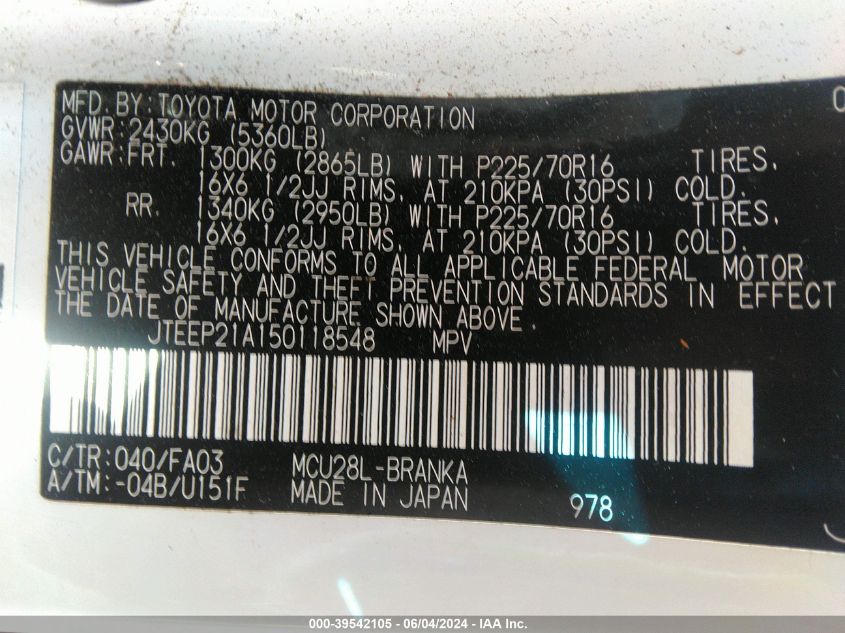 MFD. BY: TOYOTA MOTOR CORPORATION
GVWR: 2430KG (5360LB)
GAWR: FRT. 1300KG (2865LB) WITH P225/70R16 TIRES,
16X6 1/2JJ RIMS, AT 210KPA (30PSI) COLD.
RR. 1340KG (2950LB) WITH P225/70R16 TIRES,
16X6 1/2JJ RIMS, AT 210KPA (30PSI) COLD.
THIS VEHICLE CONFORMS TO ALL APPLICABLE FEDERAL MOTOR
VEHICLE SAFETY AND THEFT PREVENTION STANDARDS IN EFFECT
THE DATE OF MANUFACTURE SHOWN ABOVE.
JTEEP21A150118548 MPV
C/TR: 040/FA03 MCU28L-BRANKA
A/TM: -04B/U151F MADE IN JAPAN 978
000-39542105 - 06/04/2024 - IAA Inc.